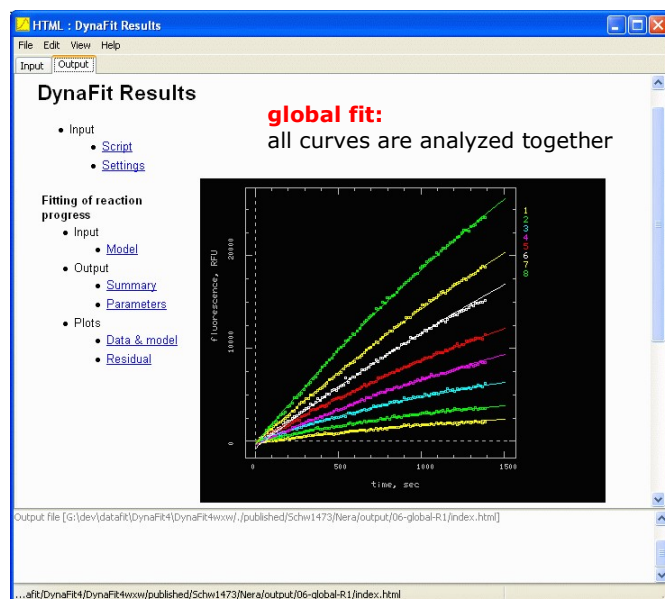 HTML : DynaFit Results
File Edit View Help
Input Output
DynaFit Results
global fit:
all curves are analyzed together
• Input
• Script
• Settings
Fitting of reaction
progress
• Input
• Model
• Output
• Summary
• Parameters
• Plots
• Data & model
• Residual
fluorescence, RFU
20000
10000
0
0 500 1000 1500
time, sec
1
2
3
4
5
6
7
8
Output file [G:\dev\datafit\DynaFit4\DynaFit4wxw/./published/Schw1473/Nera/output/06-global-R1/index.html]
...afit/DynaFit4/DynaFit4wxw/published/Schw1473/Nera/output/06-global-R1/index.html